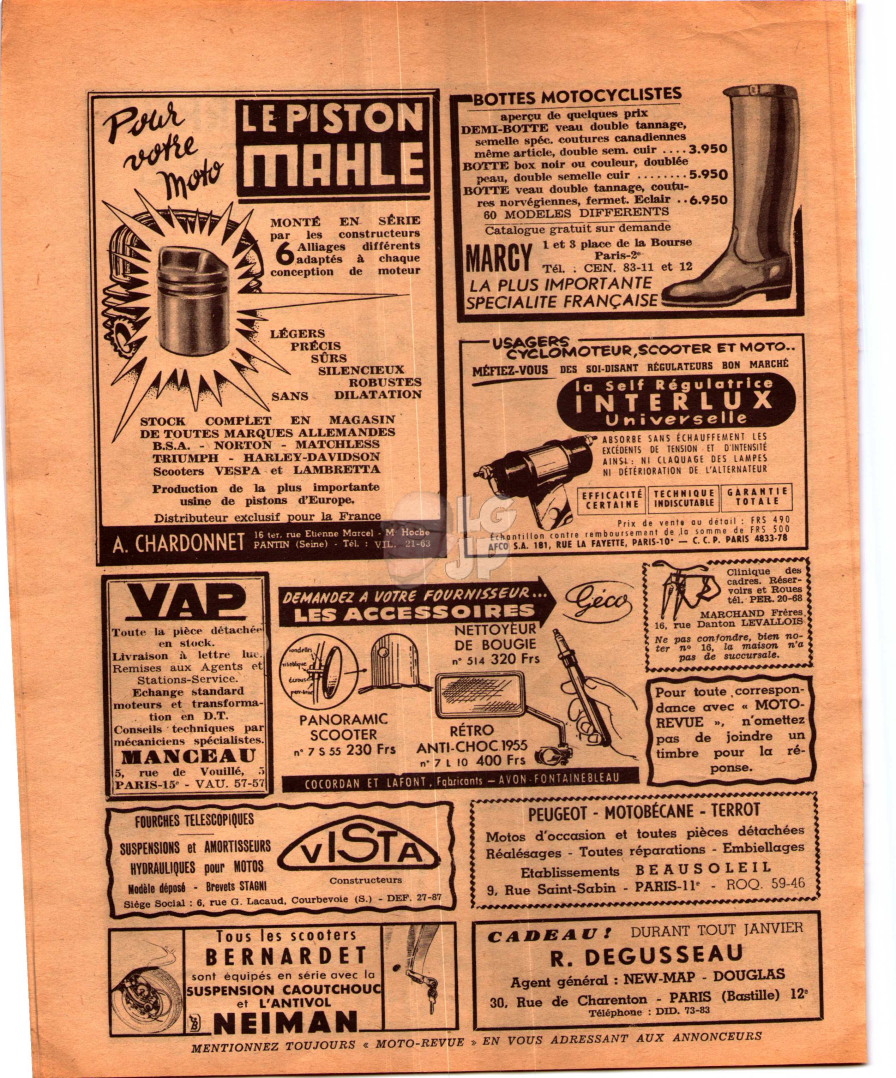 Pour
votre
Moto
LE PISTON
MAHLE
MONTÉ EN SÉRIE
par les constructeurs
6 Alliages différents
adaptés à chaque
conception de moteur
LÉGERS
PRÉCIS
SÛRS
SILENCIEUX
ROBUSTES
SANS DILATATION
STOCK COMPLET EN MAGASIN
DE TOUTES MARQUES ALLEMANDES
B.S.A. - NORTON - MATCHLESS
TRIUMPH - HARLEY-DAVIDSON
Scooters VESPA et LAMBRETTA
Production de la plus importante
usine de pistons d'Europe.
Distributeur exclusif pour la France
A. CHARDONNET 16 ter. rue Etienne Marcel - M Hoche
PANTIN (Seine) - Tél. : VIL. 21-63
BOTTES MOTOCYCLISTES
aperçu de quelques prix
DEMI-BOTTE veau double tannage,
semelle spéc. coutures canadiennes
même article, double sem. cuir .... 3.950
BOTTE box noir ou couleur, doublée
peau, double semelle cuir ........ 5.950
BOTTE veau double tannage, coutu-
res norvégiennes, fermet. Eclair .. 6.950
60 MODELES DIFFERENTS
Catalogue gratuit sur demande
MARCY 1 et 3 place de la Bourse
Paris-2e
Tél. : CEN. 83-11 et 12
LA PLUS IMPORTANTE
SPECIALITE FRANÇAISE
USAGERS
CYCLOMOTEUR, SCOOTER ET MOTO..
MÉFIEZ-VOUS DES SOI-DISANT RÉGULATEURS BON MARCHÉ
la Self Régulatrice
INTERLUX
Universelle
ABSORBE SANS ÉCHAUFFEMENT LES
EXCÉDENTS DE TENSION ET D'INTENSITÉ
AINSI : NI CLAQUAGE DES LAMPES
NI DÉTÉRIORATION DE L'ALTERNATEUR
EFFICACITÉ CERTAINE
TECHNIQUE INDISCUTABLE
GARANTIE TOTALE
Prix de vente au détail : FRS 490
Échantillon contre remboursement de la somme de FRS 500
AFCO S.A. 181, RUE LA FAYETTE, PARIS-10e — C.C.P. PARIS 4833-78
LG
JP
VAP
Toute la pièce détachée
en stock.
Livraison à lettre lue.
Remises aux Agents et
Stations-Service.
Echange standard
moteurs et transforma-
tion en D.T.
Conseils techniques par
mécaniciens spécialistes.
MANCEAU
5, rue de Vouillé, 5
PARIS-15e - VAU. 57-57
DEMANDEZ A VOTRE FOURNISSEUR...
LES ACCESSOIRES
Géco
NETTOYEUR
DE BOUGIE
n° 514 320 Frs
PANORAMIC
SCOOTER
n° 7 S 55 230 Frs
RÉTRO
ANTI-CHOC 1955
n° 7 L 10 400 Frs
COCORDAN ET LAFONT, Fabricants — AVON-FONTAINEBLEAU
Clinique des
cadres. Réser-
voirs et Roues
tél. PER. 20-68
MARCHAND Frères
16, rue Danton LEVALLOIS
Ne pas confondre, bien no-
ter n° 16, la maison n'a
pas de succursale.
Pour toute correspon-
dance avec « MOTO-
REVUE », n'omettez
pas de joindre un
timbre pour la ré-
ponse.
FOURCHES TELESCOPIQUES
SUSPENSIONS et AMORTISSEURS
HYDRAULIQUES pour MOTOS
Modèle déposé - Brevets STAGNI
VISTA
Constructeurs
Siège Social : 6, rue G. Lacaud, Courbevoie (S.) - DEF. 27-87
PEUGEOT - MOTOBÉCANE - TERROT
Motos d'occasion et toutes pièces détachées
Réalésages - Toutes réparations - Embiellages
Etablissements BEAUSOLEIL
9, Rue Saint-Sabin - PARIS-11e - ROQ. 59-46
Tous les scooters
BERNARDET
sont équipés en série avec la
SUSPENSION CAOUTCHOUC
et L'ANTIVOL
NEIMAN
CADEAU! DURANT TOUT JANVIER
R. DEGUSSEAU
Agent général : NEW-MAP - DOUGLAS
30, Rue de Charenton - PARIS (Bastille) 12e
Téléphone : DID. 73-83
MENTIONNEZ TOUJOURS « MOTO-REVUE » EN VOUS ADRESSANT AUX ANNONCEURS